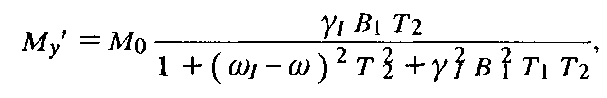 M_y' = M_0 \frac{\gamma_I B_1 T_2}{1 + (\omega_I - \omega)^2 T_2^2 + \gamma_I^2 B_1^2 T_1 T_2},